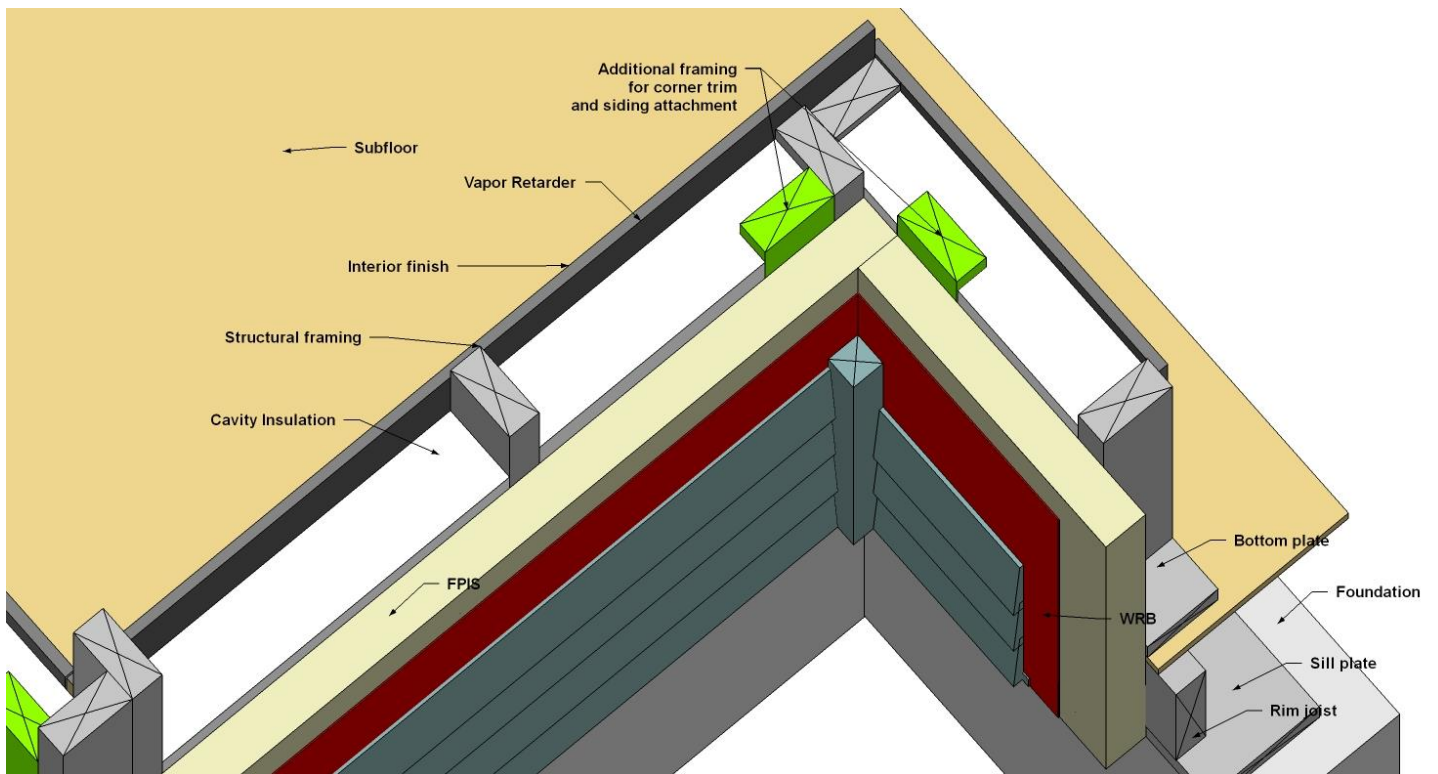 Additional framing
for corner trim
and siding attachment
Subfloor
Vapor Retarder
Interior finish
Structural framing
Cavity Insulation
FPIS
Bottom plate
Foundation
WRB
Sill plate
Rim joist